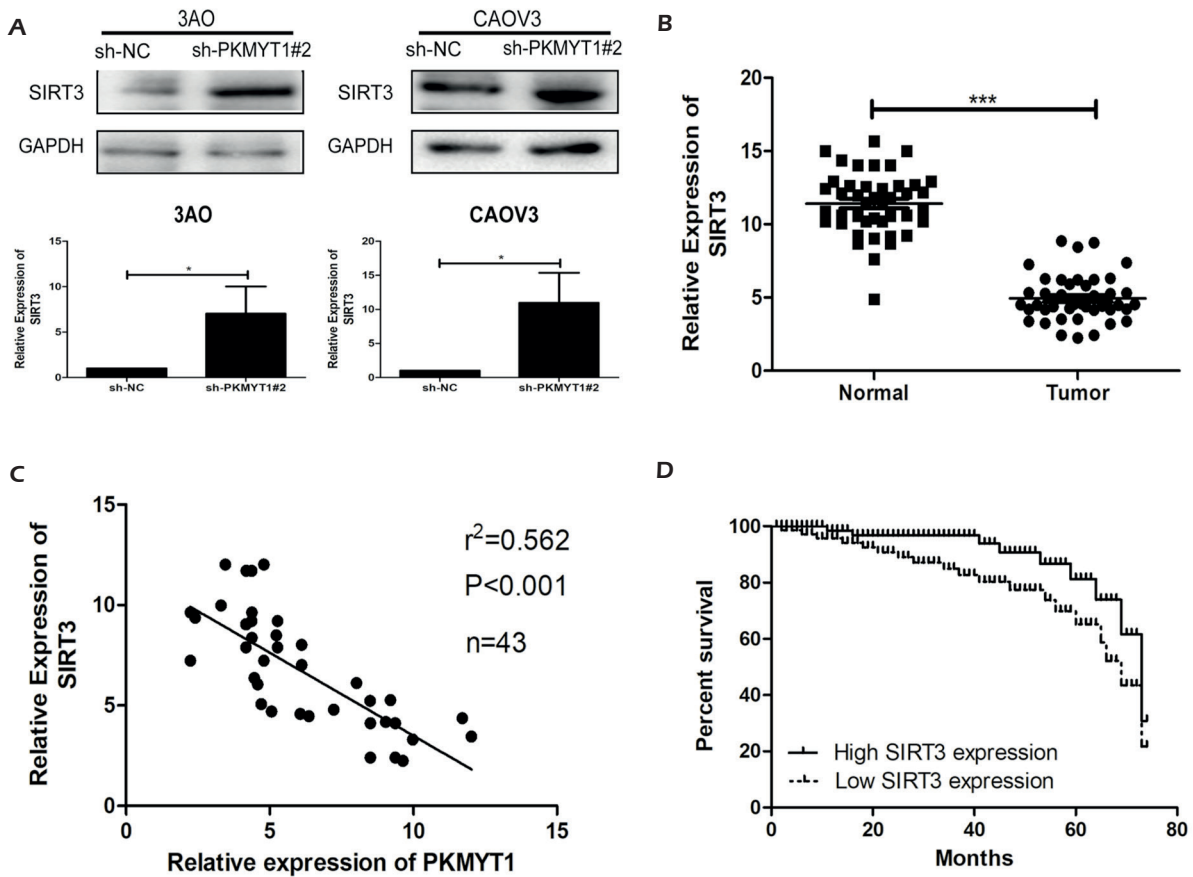 A
3AO
sh-NC sh-PKMYT1#2
SIRT3
GAPDH
CAOV3
sh-NC sh-PKMYT1#2
SIRT3
GAPDH
3AO
Relative Expression of
SIRT3
15
10
5
0
*
sh-NC sh-PKMYT1#2
CAOV3
Relative Expression of
SIRT3
20
15
10
5
0
*
sh-NC sh-PKMYT1#2
B
Relative Expression of
SIRT3
20
15
10
5
0
***
Normal Tumor
C
Relative Expression of
SIRT3
15
10
5
0
r²=0.562
P<0.001
n=43
0 5 10 15
Relative expression of PKMYT1
D
Percent survival
100
80
60
40
20
0
High SIRT3 expression
Low SIRT3 expression
0 20 40 60 80
Months